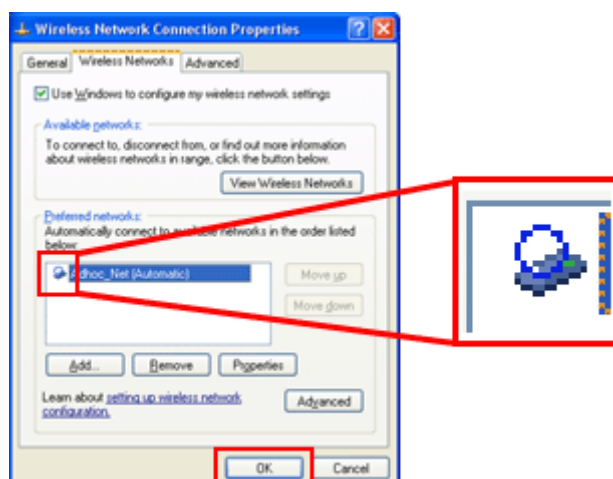 Wireless Network Connection Properties
General Wireless Networks Advanced
Use Windows to configure my wireless network settings
Available networks:
To connect to, disconnect from, or find out more information
about wireless networks in range, click the button below.
View Wireless Networks
Preferred networks:
Automatically connect to available networks in the order listed
below:
Adhoc_Net (Automatic)
Move up
Move down
Add... Remove Properties
Learn about setting up wireless network
configuration.
Advanced
OK Cancel